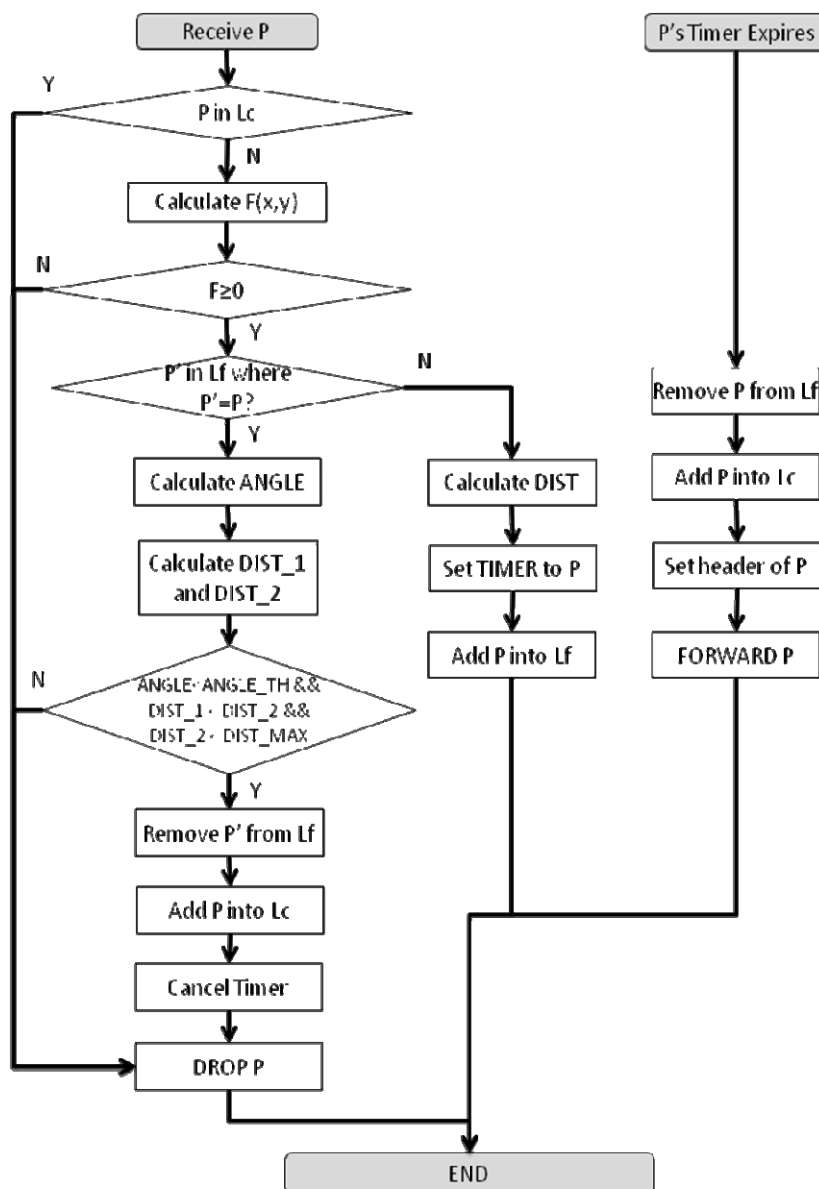 Receive P
P's Timer Expires
Y
P in Lc
N
Calculate F(x,y)
N
F≥0
Y
P' in Lf where
P'=P?
N
Y
Remove P from Lf
Calculate ANGLE
Calculate DIST
Add P into Lc
Calculate DIST_1
and DIST_2
Set TIMER to P
Set header of P
Add P into Lf
FORWARD P
N
ANGLE ANGLE_TH &&
DIST_1 DIST_2 &&
DIST_2 DIST_MAX
Y
Remove P' from Lf
Add P into Lc
Cancel Timer
DROP P
END